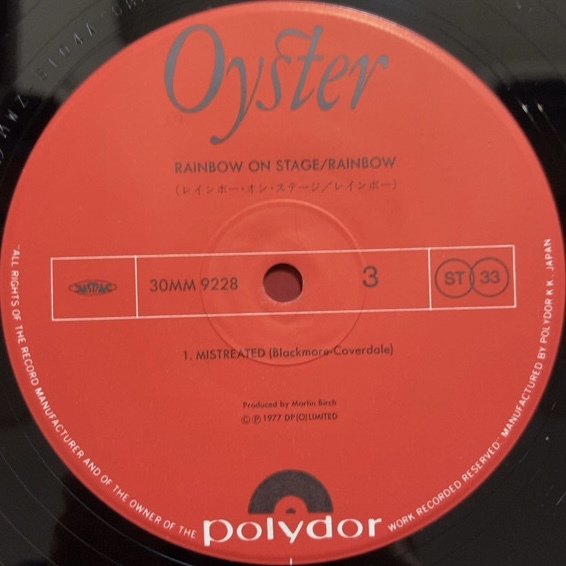 Oyster
RAINBOW ON STAGE/RAINBOW
(レインボー・オン・ステージ/レインボー)
JASRAC 30MM 9228 3 ST 33
1. MISTREATED (Blackmore-Coverdale)
Produced by Martin Birch
© ℗ 1977 DP(O) LIMITED
"ALL RIGHTS OF THE RECORD MANUFACTURER AND OF THE OWNER OF THE WORK RECORDED RESERVED" MANUFACTURED BY POLYDOR K.K. JAPAN
polydor